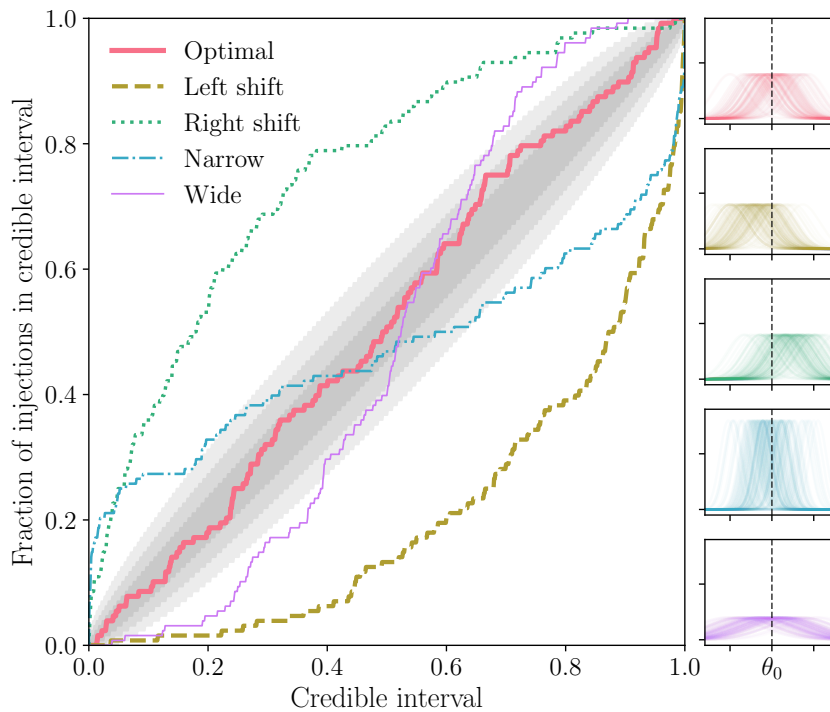 1.0
0.8
0.6
0.4
0.2
0.0
Fraction of injections in credible interval
Optimal
Left shift
Right shift
Narrow
Wide
0.0 0.2 0.4 0.6 0.8 1.0
Credible interval
θ₀